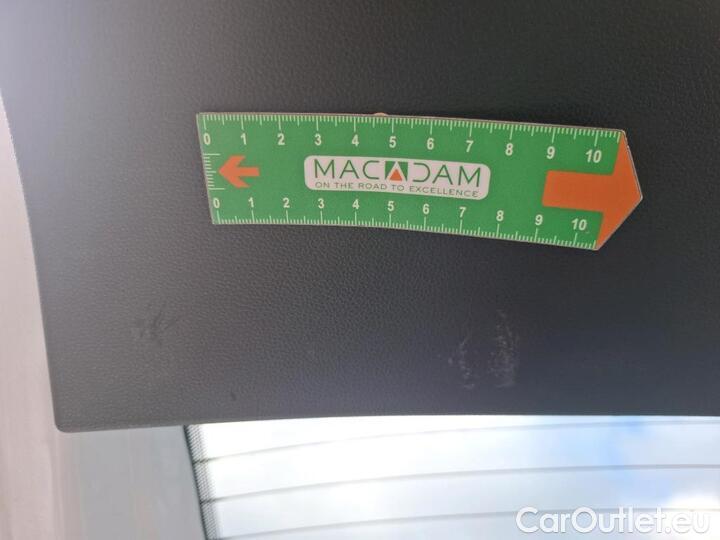 0 1 2 3 4 5 6 7 8 9 10
MACADAM
ON THE ROAD TO EXCELLENCE
0 1 2 3 4 5 6 7 8 9 10
CarOutlet.eu